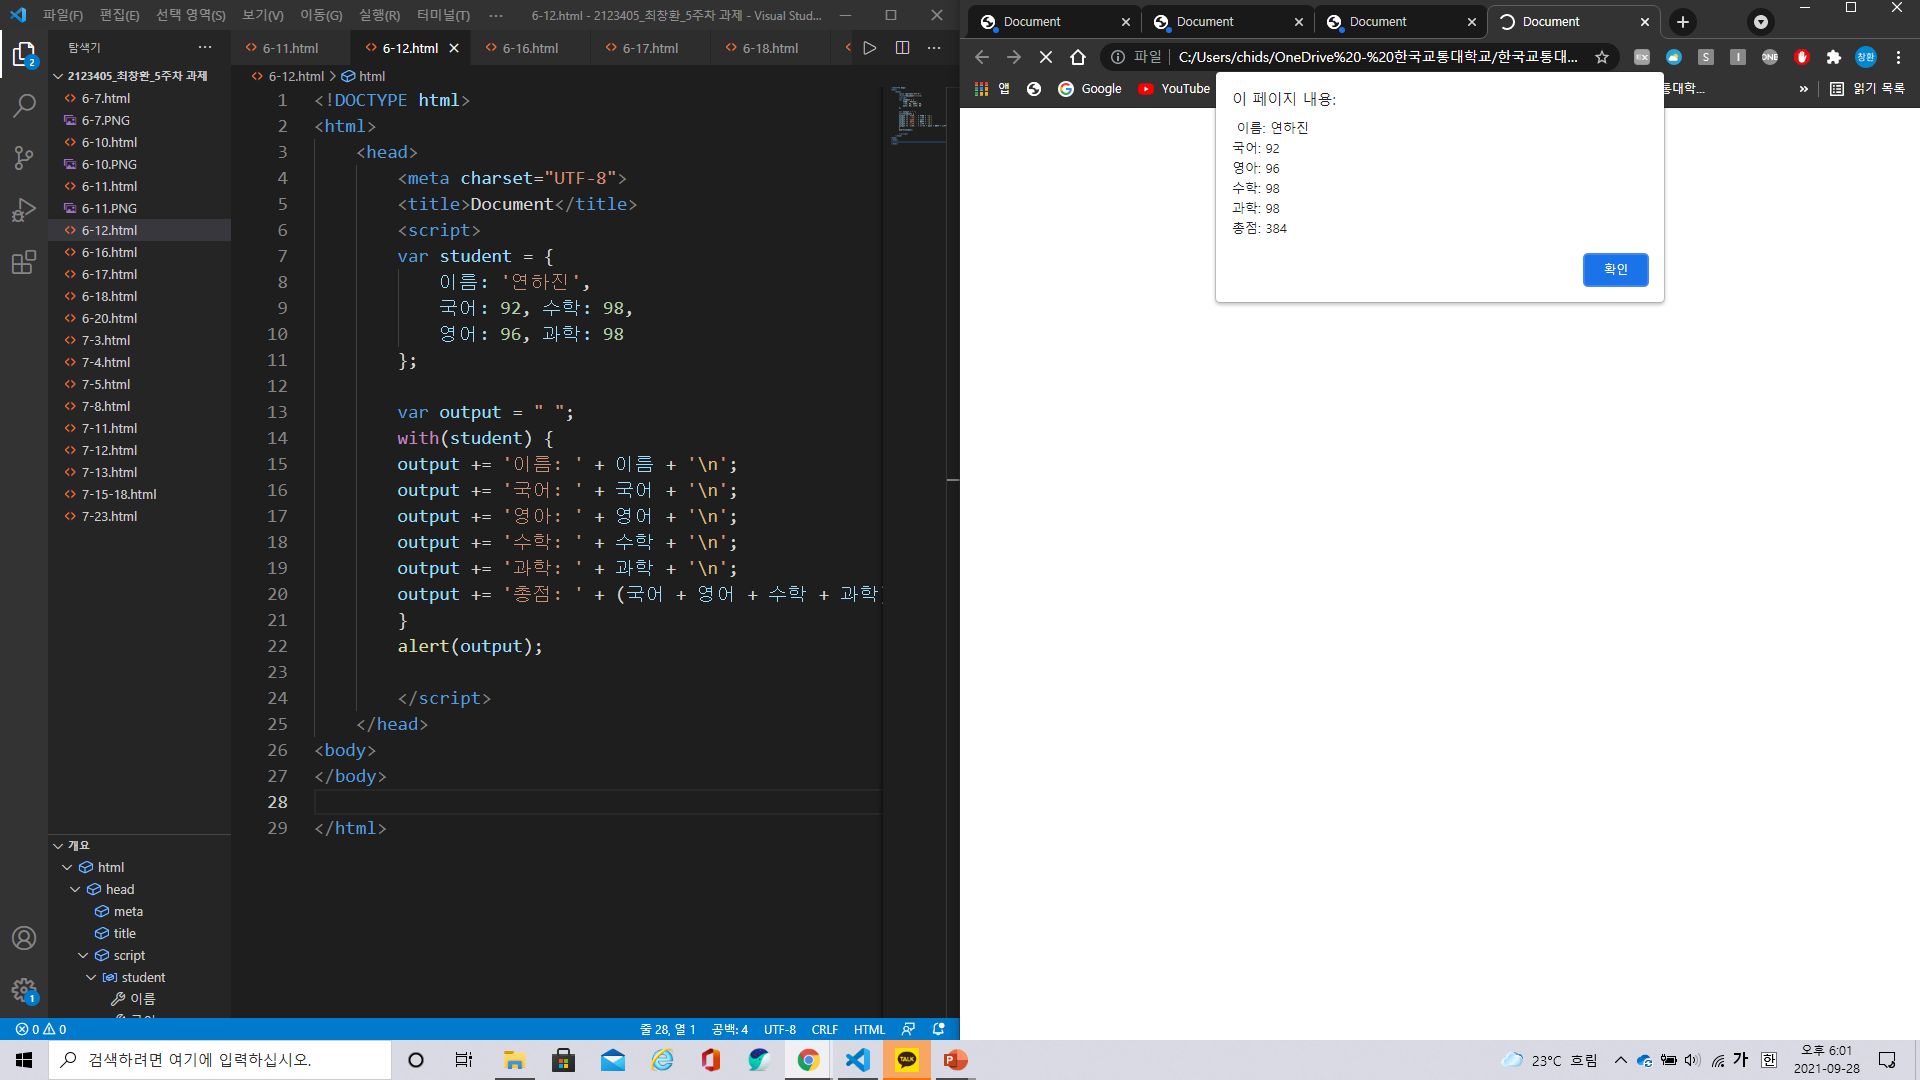 파일(F) 편집(E) 선택 영역(S) 보기(V) 이동(G) 실행(R) 터미널(T) ··· 6-12.html - 2123405_최창환_5주차 과제 - Visual Stud...
탐색기 ···
2123405_최창환_5주차 과제
6-7.html
6-7.PNG
6-10.html
6-10.PNG
6-11.html
6-11.PNG
6-12.html
6-16.html
6-17.html
6-18.html
6-20.html
7-3.html
7-4.html
7-5.html
7-8.html
7-11.html
7-12.html
7-13.html
7-15-18.html
7-23.html
개요
html
head
meta
title
script
student
이름
2
1
6-11.html 6-12.html 6-16.html 6-17.html 6-18.html
6-12.html > html
1 <!DOCTYPE html>
2 <html>
3 <head>
4 <meta charset="UTF-8">
5 <title>Document</title>
6 <script>
7 var student = {
8 이름: '연하진',
9 국어: 92, 수학: 98,
10 영어: 96, 과학: 98
11 };
12
13 var output = " ";
14 with(student) {
15 output += '이름: ' + 이름 + '\n';
16 output += '국어: ' + 국어 + '\n';
17 output += '영아: ' + 영어 + '\n';
18 output += '수학: ' + 수학 + '\n';
19 output += '과학: ' + 과학 + '\n';
20 output += '총점: ' + (국어 + 영어 + 수학 + 과학)
21 }
22 alert(output);
23
24 </script>
25 </head>
26 <body>
27 </body>
28
29 </html>
0 0 줄 28, 열 1 공백: 4 UTF-8 CRLF HTML
Document Document Document Document
파일 C:/Users/chids/OneDrive%20-%20한국교통대학교/한국교통대... S I ONE 창환
앱 Google YouTube 통대학... » 읽기 목록
이 페이지 내용:
이름: 연하진
국어: 92
영아: 96
수학: 98
과학: 98
총점: 384
확인
검색하려면 여기에 입력하십시오.
TALK
23°C 흐림 가 한 오후 6:01
2021-09-28